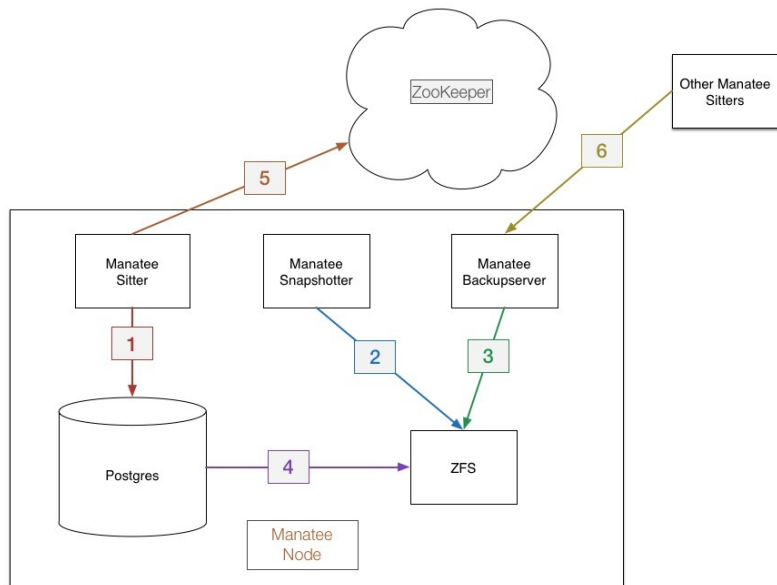 ZooKeeper
Other Manatee
Sitters
6
5
Manatee
Sitter
Manatee
Snapshotter
Manatee
Backupserver
1
2
3
Postgres
4
ZFS
Manatee
Node